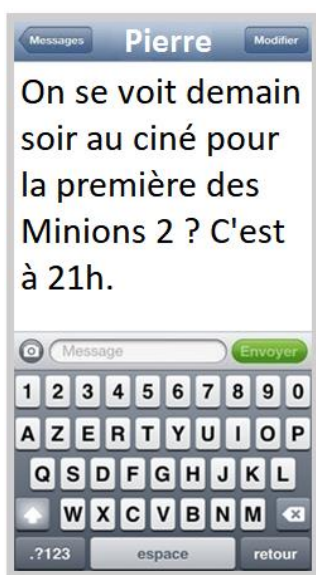 Messages Pierre Modifier
On se voit demain
soir au ciné pour
la première des
Minions 2 ? C'est
à 21h.
Message Envoyer
1 2 3 4 5 6 7 8 9 0
A Z E R T Y U I O P
Q S D F G H J K L
W X C V B N M
.?123 espace retour